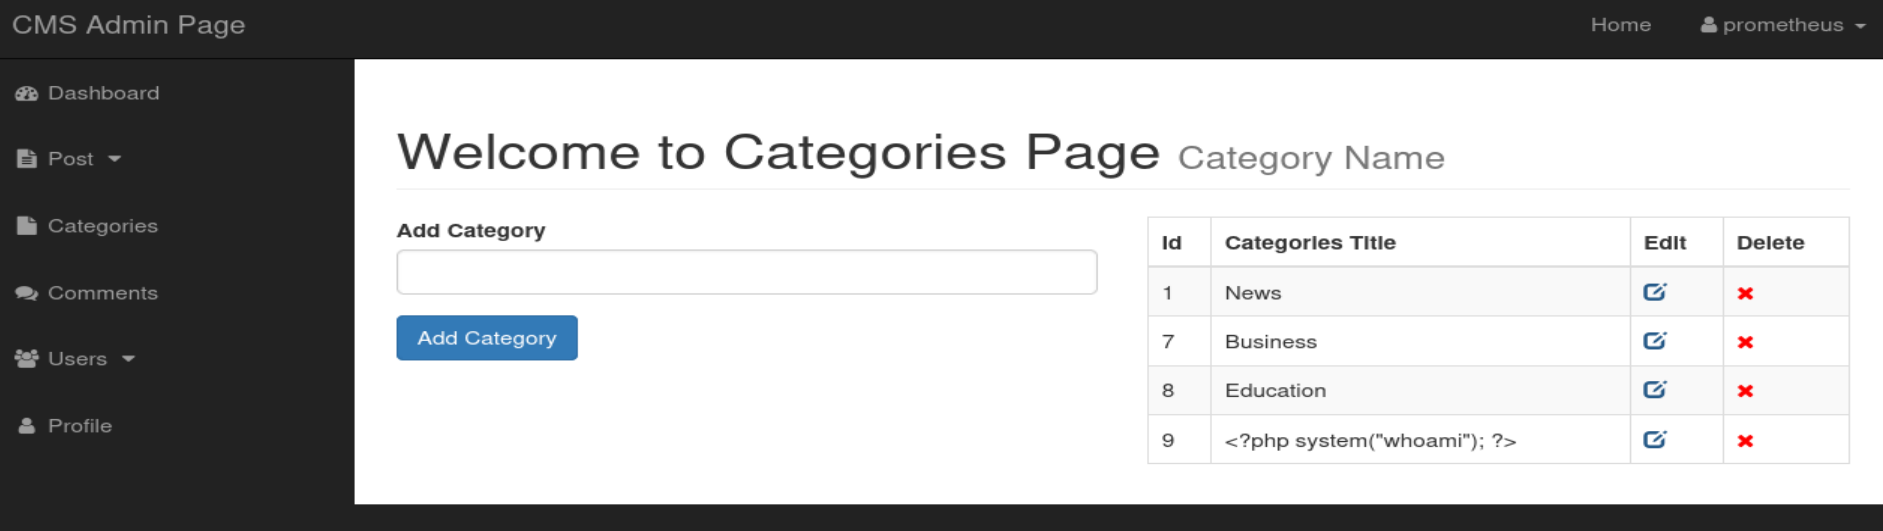 CMS Admin Page Home prometheus
Dashboard
Post
Categories
Comments
Users
Profile
Welcome to Categories Page Category Name
Add Category
Add Category
Id Categories Title Edit Delete
1 News
7 Business
8 Education
9 <?php system("whoami"); ?>